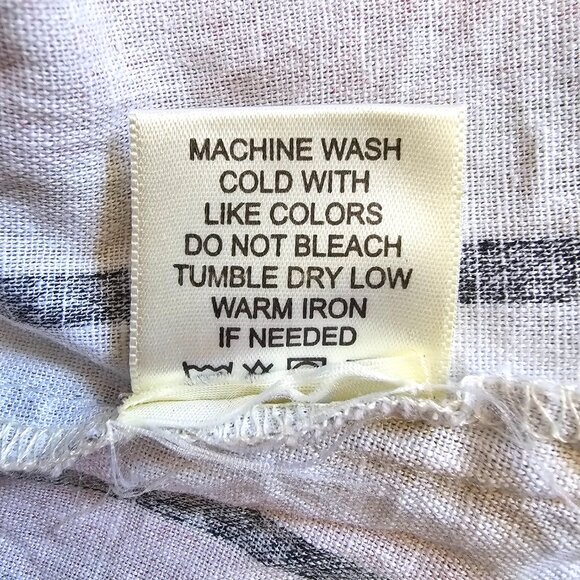 MACHINE WASH
COLD WITH
LIKE COLORS
DO NOT BLEACH
TUMBLE DRY LOW
WARM IRON
IF NEEDED